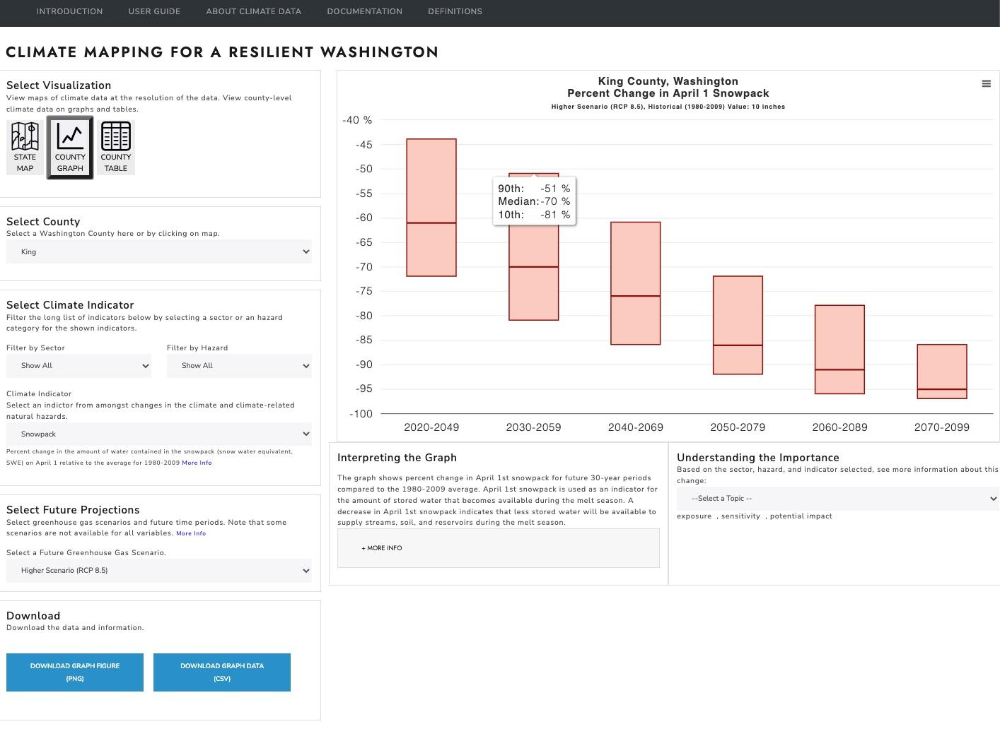 INTRODUCTION USER GUIDE ABOUT CLIMATE DATA DOCUMENTATION DEFINITIONS
CLIMATE MAPPING FOR A RESILIENT WASHINGTON
Select Visualization
View maps of climate data at the resolution of the data. View county-level
climate data on graphs and tables.
STATE
MAP
COUNTY
GRAPH
COUNTY
TABLE
Select County
Select a Washington County here or by clicking on map.
King
Select Climate Indicator
Filter the long list of indicators below by selecting a sector or an hazard
category for the shown indicators.
Filter by Sector
Show All
Filter by Hazard
Show All
Climate Indicator
Select an indictor from amongst changes in the climate and climate-related
natural hazards.
Snowpack
Percent change in the amount of water contained in the snowpack (snow water equivalent,
SWE) on April 1 relative to the average for 1980-2009 More Info
Select Future Projections
Select greenhouse gas scenarios and future time periods. Note that some
scenarios are not available for all variables. More Info
Select a Future Greenhouse Gas Scenario.
Higher Scenario (RCP 8.5)
Download
Download the data and information.
DOWNLOAD GRAPH FIGURE
(PNG)
DOWNLOAD GRAPH DATA
(CSV)
King County, Washington
Percent Change in April 1 Snowpack
Higher Scenario (RCP 8.5), Historical (1980-2009) Value: 10 inches
-40 %
-45
-50
-55
-60
-65
-70
-75
-80
-85
-90
-95
-100
90th: -51 %
Median: -70 %
10th: -81 %
2020-2049 2030-2059 2040-2069 2050-2079 2060-2089 2070-2099
Interpreting the Graph
The graph shows percent change in April 1st snowpack for future 30-year periods
compared to the 1980-2009 average. April 1st snowpack is used as an indicator for
the amount of stored water that becomes available during the melt season. A
decrease in April 1st snowpack indicates that less stored water will be available to
supply streams, soil, and reservoirs during the melt season.
+ MORE INFO
Understanding the Importance
Based on the sector, hazard, and indicator selected, see more information about this
change:
--Select a Topic --
exposure , sensitivity , potential impact